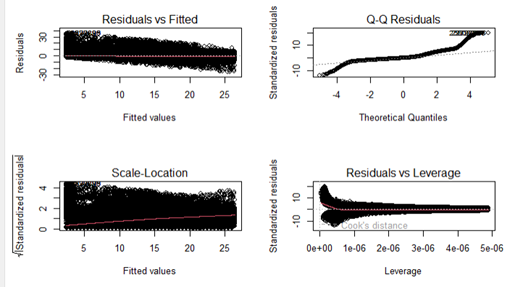 Residuals vs Fitted
Residuals
-30 0 30
5 10 15 20 25
Fitted values
Q-Q Residuals
Standardized residuals
-10 10
-4 -2 0 2 4
Theoretical Quantiles
Scale-Location
√|Standardized residuals|
0 2 4
5 10 15 20 25
Fitted values
Residuals vs Leverage
Standardized residuals
-10 10
Cook's distance
0e+00 1e-06 2e-06 3e-06 4e-06 5e-06
Leverage